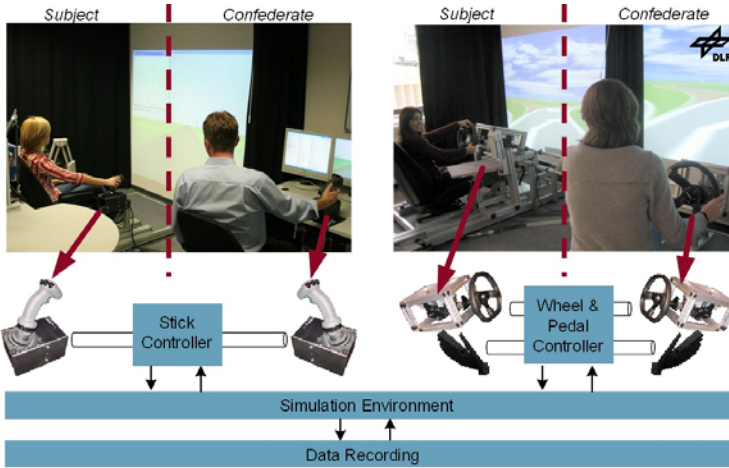 Subject
Confederate
Subject
Confederate
DLR
Stick
Controller
Wheel &
Pedal
Controller
Simulation Environment
Data Recording